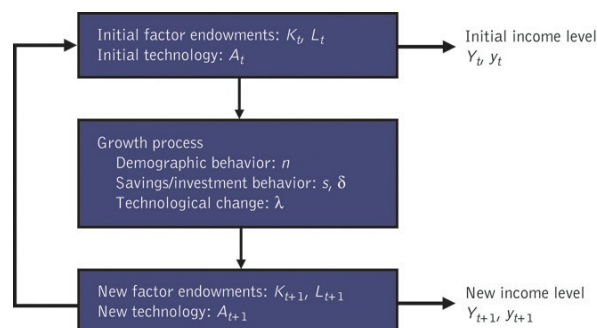 Initial factor endowments: Kt, Lt
Initial technology: At
Initial income level
Yt, yt
Growth process
Demographic behavior: n
Savings/investment behavior: s, δ
Technological change: λ
New factor endowments: Kt+1, Lt+1
New technology: At+1
New income level
Yt+1, yt+1